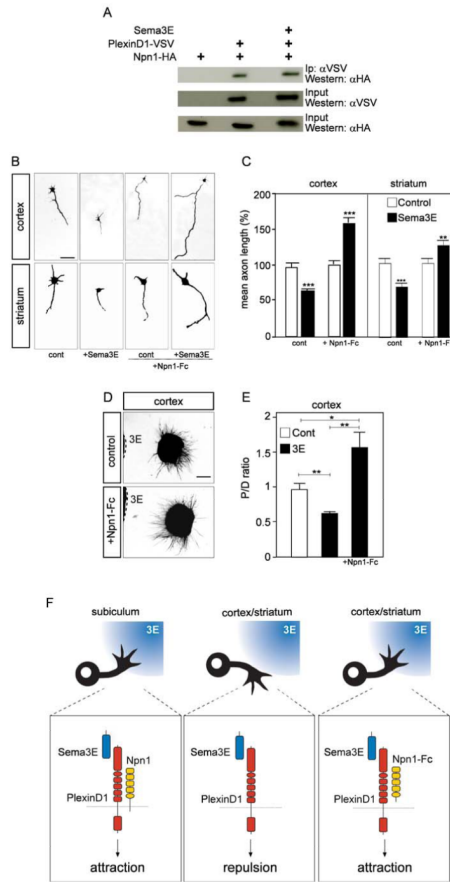 A
Sema3E +
PlexinD1-VSV + +
Npn1-HA + + +
Ip: αVSV
Western: αHA
Input
Western: αVSV
Input
Western: αHA
B
cortex
striatum
cont +Sema3E cont +Sema3E
+Npn1-Fc
C
cortex striatum
Control
Sema3E
mean axon length (%)
200
150
100
50
0
*** *** *** **
cont + Npn1-Fc cont + Npn1-F
D
cortex
control
3E
+Npn1-Fc
3E
E
cortex
Cont
3E
P/D ratio
2
1.5
1
0.5
0
*
**
**
+Npn1-Fc
F
subiculum cortex/striatum cortex/striatum
3E 3E 3E
Sema3E Npn1 Sema3E Sema3E Npn1-Fc
PlexinD1 PlexinD1 PlexinD1
attraction repulsion attraction